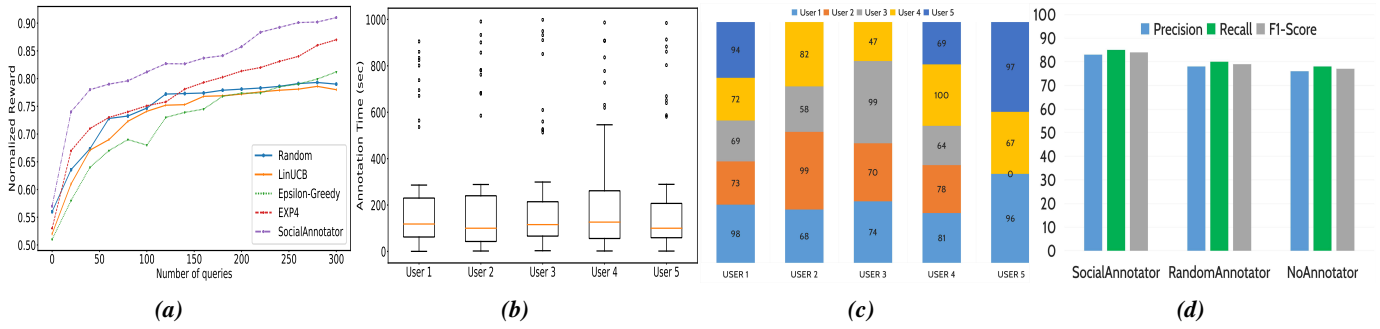 Normalized Reward
0.90
0.85
0.80
0.75
0.70
0.65
0.60
0.55
0.50
Random
LinUCB
Epsilon-Greedy
EXP4
SocialAnnotator
0 50 100 150 200 250 300
Number of queries
(a)
Annotation Time (sec)
1000
800
600
400
200
0
User 1 User 2 User 3 User 4 User 5
(b)
User 1 User 2 User 3 User 4 User 5
94
72
69
73
98
82
58
99
68
47
99
70
74
69
100
64
78
81
97
67
0
96
USER 1 USER 2 USER 3 USER 4 USER 5
(c)
100
90
80
70
60
50
40
30
20
10
0
Precision Recall F1-Score
SocialAnnotator RandomAnnotator NoAnnotator
(d)